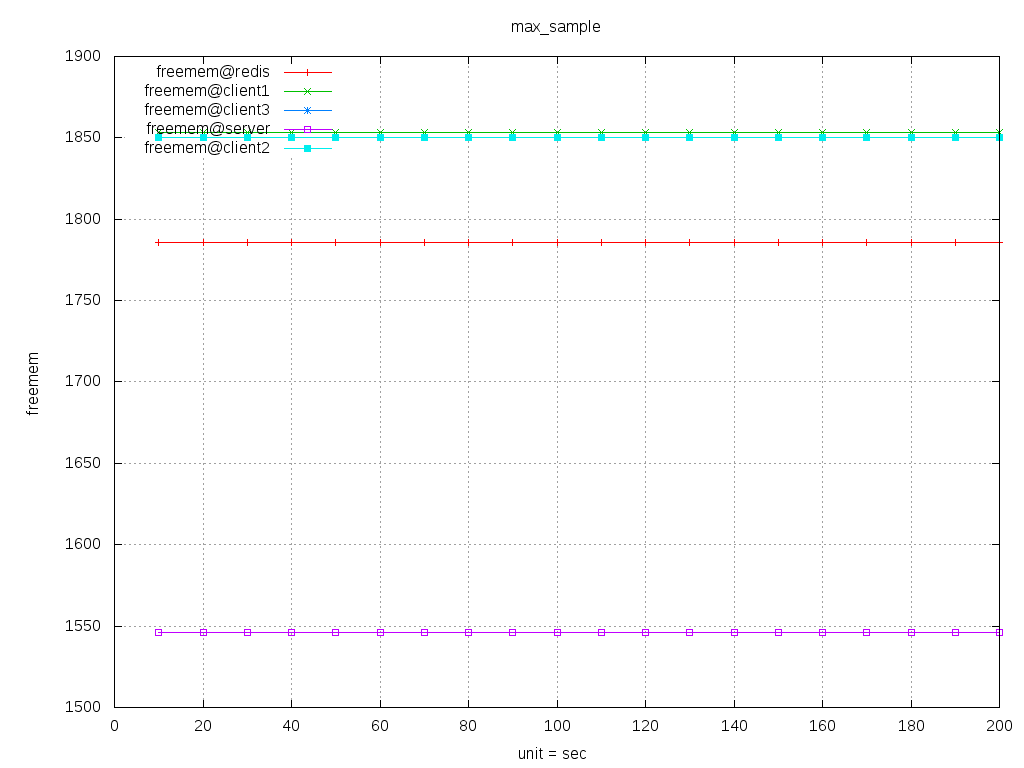 max_sample
1900
freemem@redis
freemem@client1
freemem@client3
freemem@server
freemem@client2
1850
1800
1750
1700
1650
1600
1550
1500
freemem
0 20 40 60 80 100 120 140 160 180 200
unit = sec